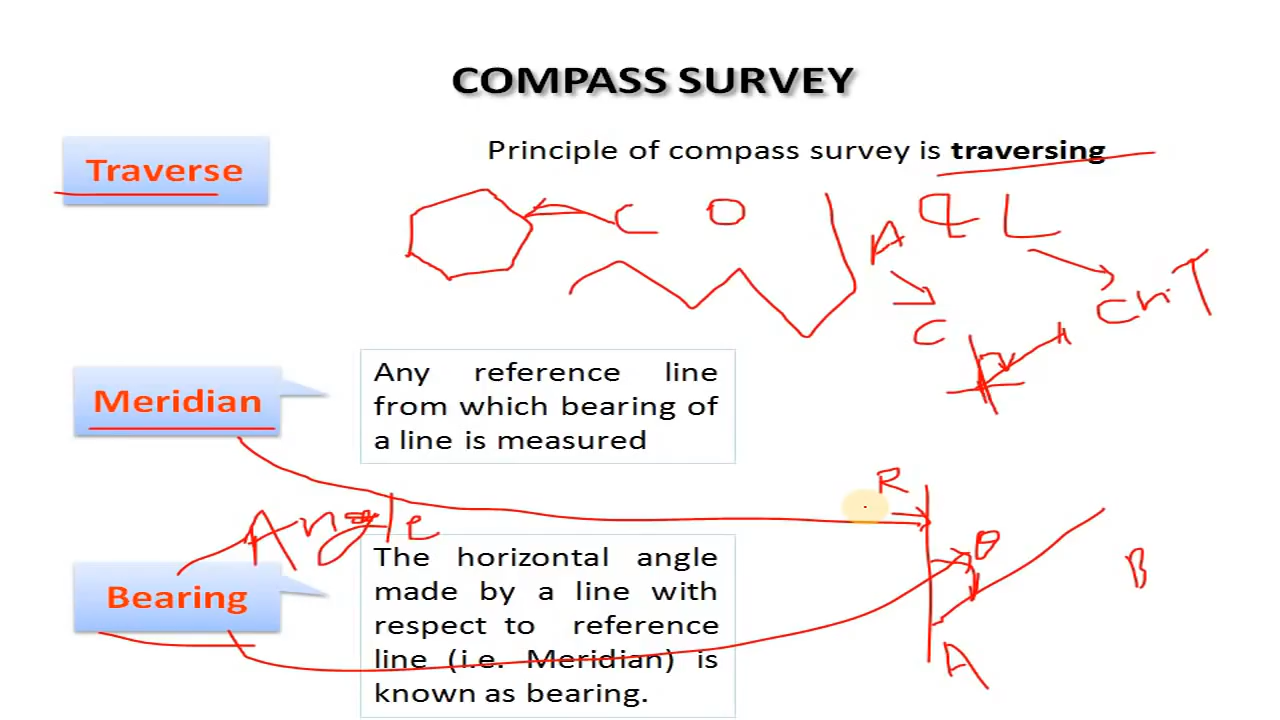 COMPASS SURVEY
Traverse
Principle of compass survey is traversing
C O A & L
C
Ch.T
Meridian
Any reference line
from which bearing of
a line is measured
R
Angle
Bearing
The horizontal angle
made by a line with
respect to reference
line (i.e. Meridian) is
known as bearing.
θ
B
A